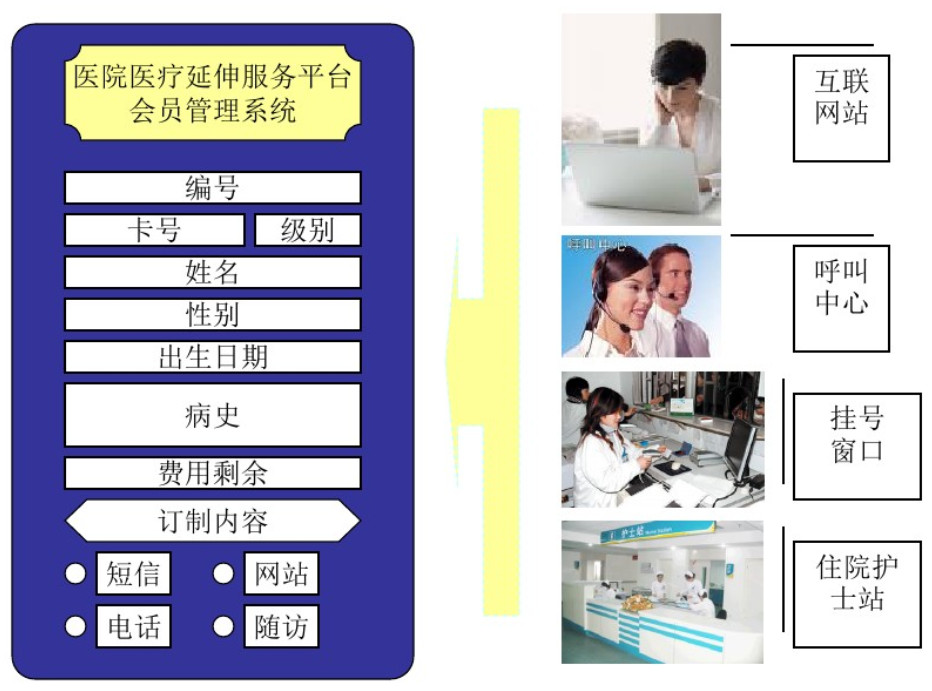 医院医疗延伸服务平台
会员管理系统
编号
卡号
级别
姓名
性别
出生日期
病史
费用剩余
订制内容
短信
网站
电话
随访
互联
网站
呼叫中心
呼叫
中心
挂号
窗口
护士站
住院护
士站